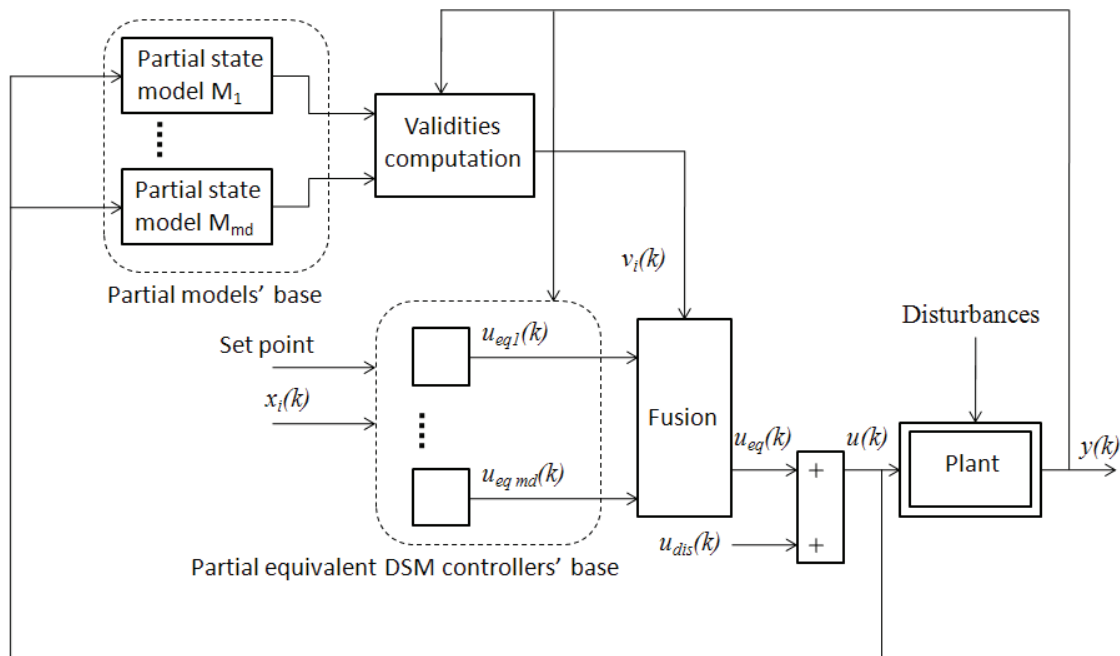 Partial state
model M1
Partial state
model Mmd
Partial models' base
Validities
computation
vi(k)
Set point
xi(k)
ueq1(k)
ueq md(k)
Partial equivalent DSM controllers' base
Fusion
ueq(k)
udis(k)
+
+
u(k)
Disturbances
Plant
y(k)